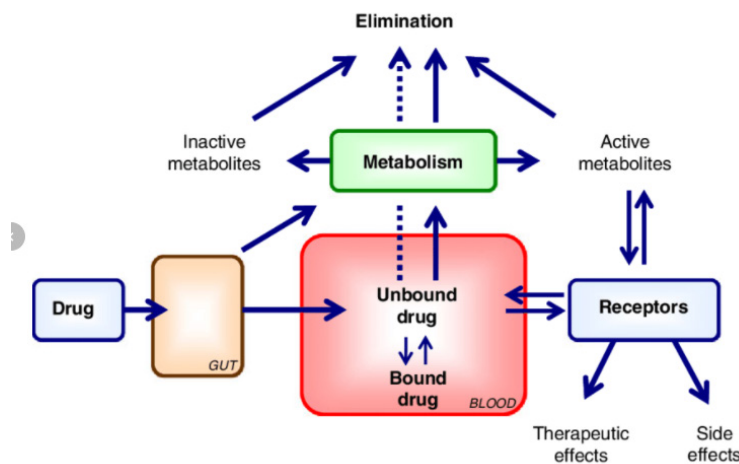 Elimination
Inactive
metabolites
Metabolism
Active
metabolites
Drug
GUT
Unbound
drug
Bound
drug
BLOOD
Receptors
Therapeutic
effects
Side
effects